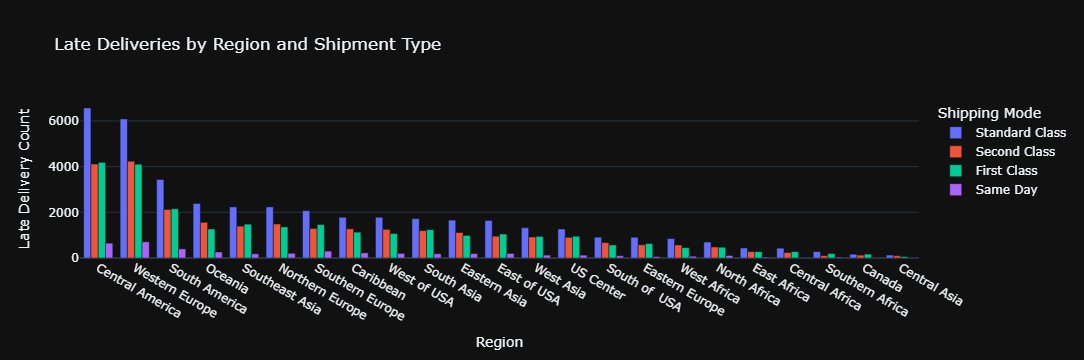 Late Deliveries by Region and Shipment Type
Late Delivery Count
6000
4000
2000
0
Central America
Western Europe
South America
Oceania
Southeast Asia
Northern Europe
Southern Europe
Caribbean
West of USA
South Asia
Eastern Asia
East of USA
West Asia
US Center
South of  USA
Eastern Europe
West Africa
North Africa
East Africa
Central Africa
Southern Africa
Canada
Central Asia
Region
Shipping Mode
Standard Class
Second Class
First Class
Same Day